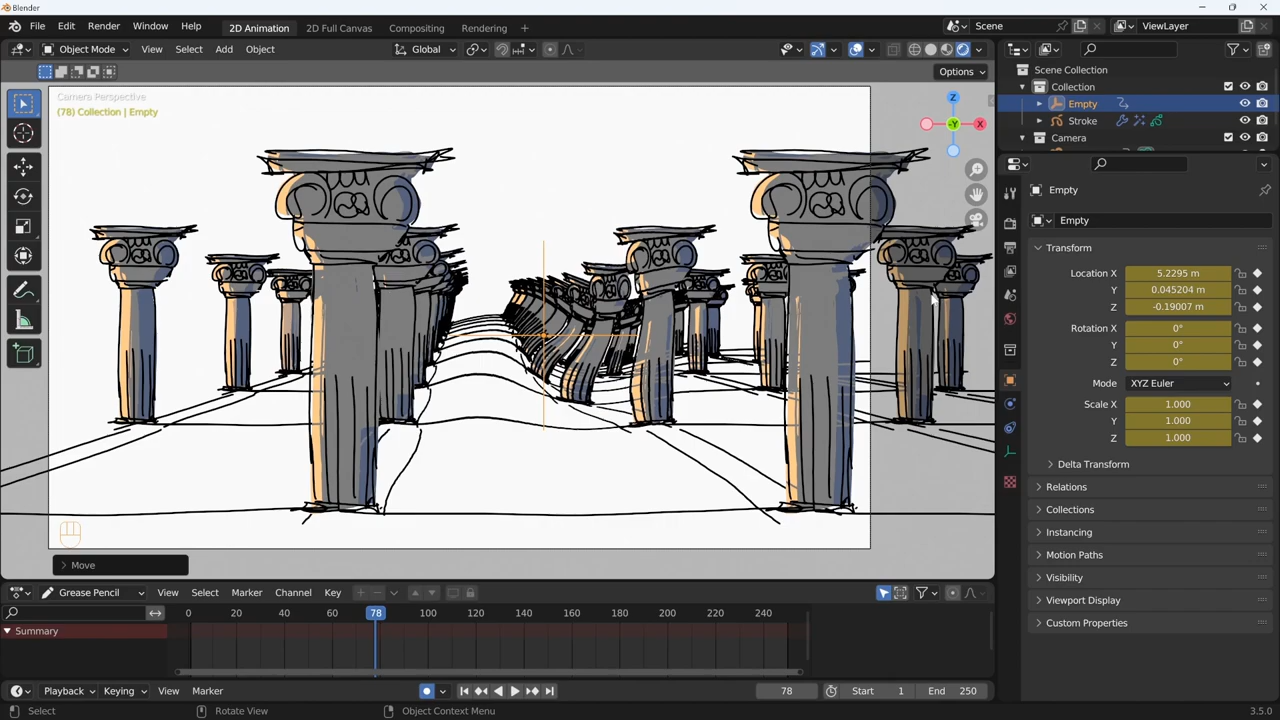 Blender
File Edit Render Window Help 2D Animation 2D Full Canvas Compositing Rendering + Scene ViewLayer
Object Mode View Select Add Object Global
Options
Camera Perspective
(78) Collection | Empty
Z
-Y
X
Scene Collection
Collection
Empty
Stroke
Camera
Empty
Empty
Transform
Location X 5.2295 m
Y 0.045204 m
Z -0.19007 m
Rotation X 0°
Y 0°
Z 0°
Mode XYZ Euler
Scale X 1.000
Y 1.000
Z 1.000
Delta Transform
Relations
Collections
Instancing
Motion Paths
Visibility
Viewport Display
Custom Properties
Move
Grease Pencil View Select Marker Channel Key
0 20 40 60 78 100 120 140 160 180 200 220 240
Summary
Playback Keying View Marker 78 Start 1 End 250
Select Rotate View Object Context Menu 3.5.0